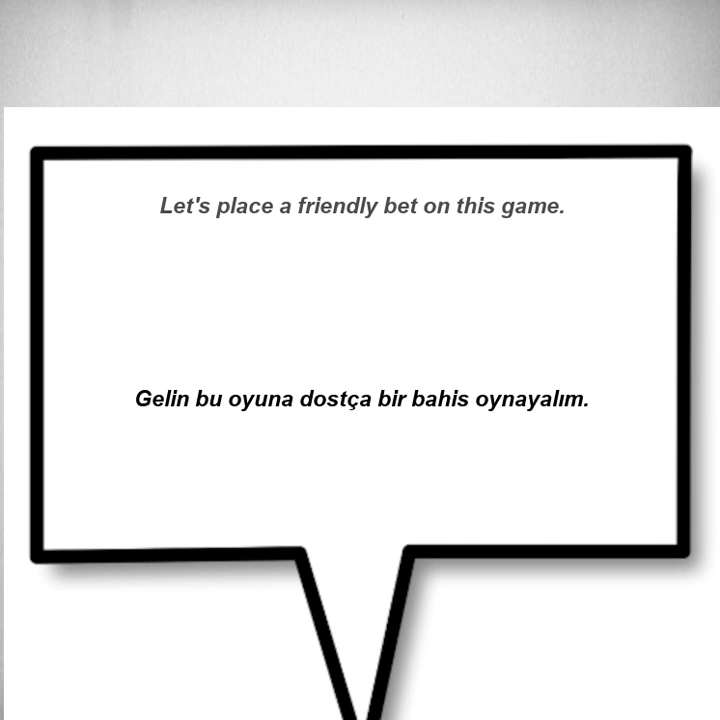 Let's place a friendly bet on this game.
Gelin bu oyuna dostça bir bahis oynayalım.